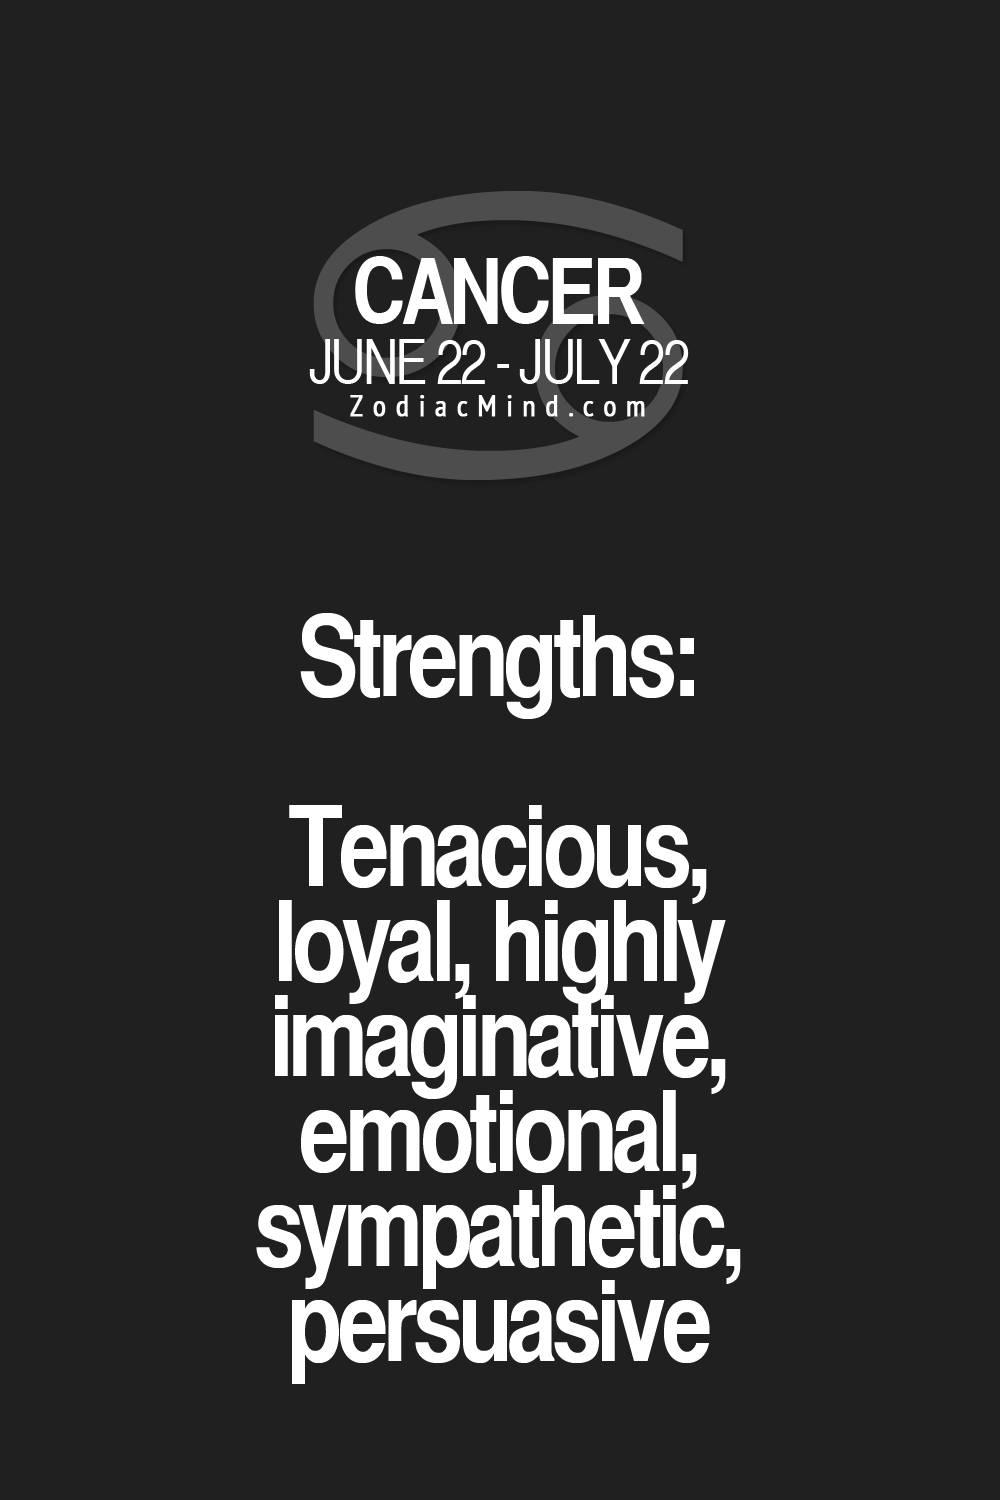 CANCER
JUNE 22 - JULY 22
ZodiacMind.com
Strengths:
Tenacious,
loyal, highly
imaginative,
emotional,
sympathetic,
persuasive